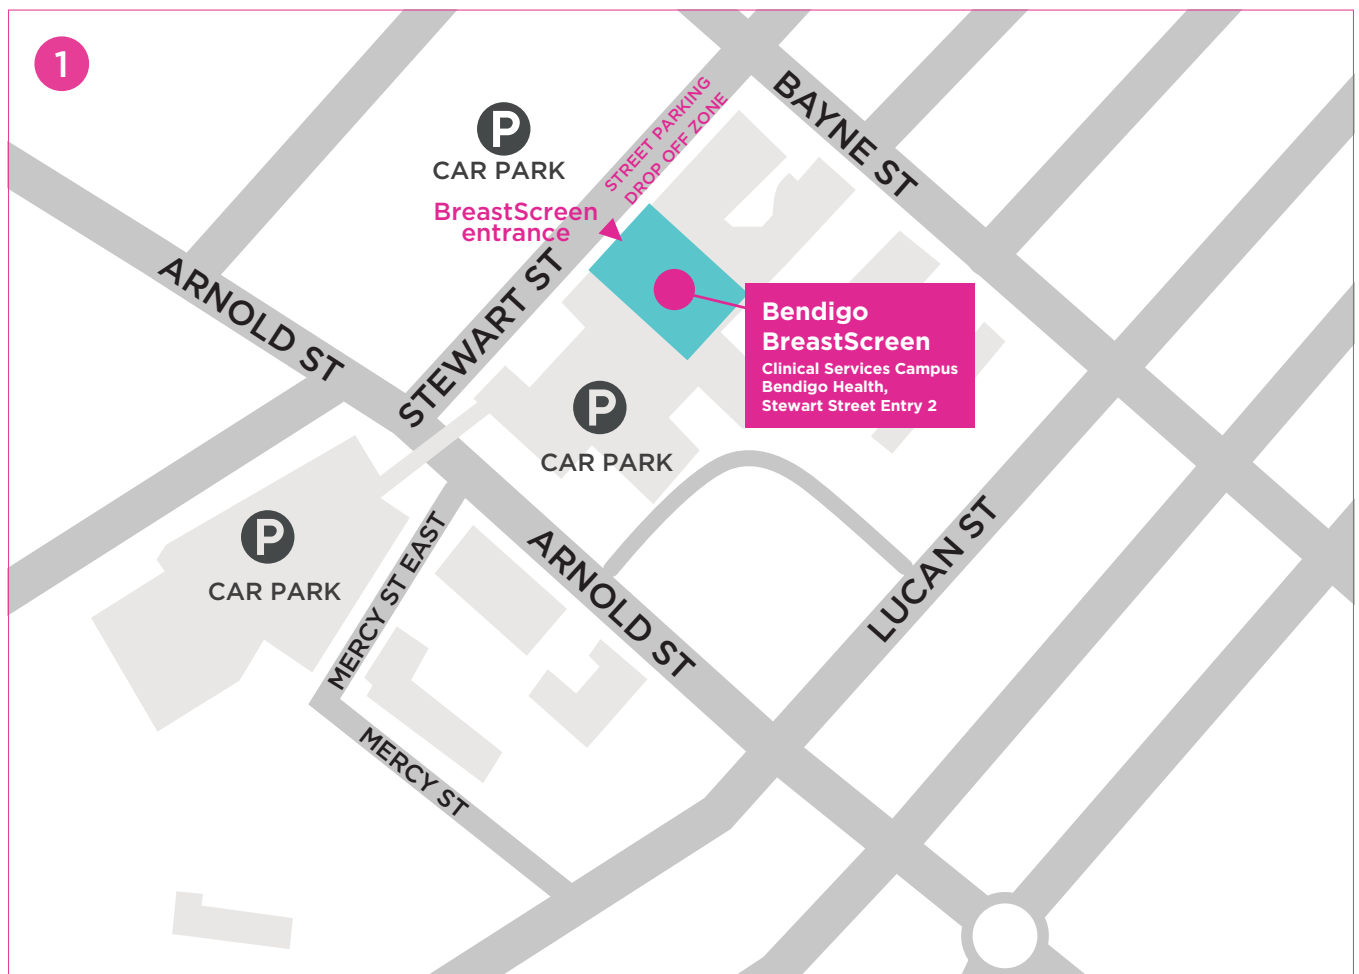 1
P
CAR PARK
STREET PARKING
DROP OFF ZONE
BAYNE ST
BreastScreen
entrance
ARNOLD ST
STEWART ST
Bendigo
BreastScreen
Clinical Services Campus
Bendigo Health,
Stewart Street Entry 2
P
CAR PARK
P
CAR PARK
MERCY ST EAST
ARNOLD ST
LUCAN ST
MERCY ST